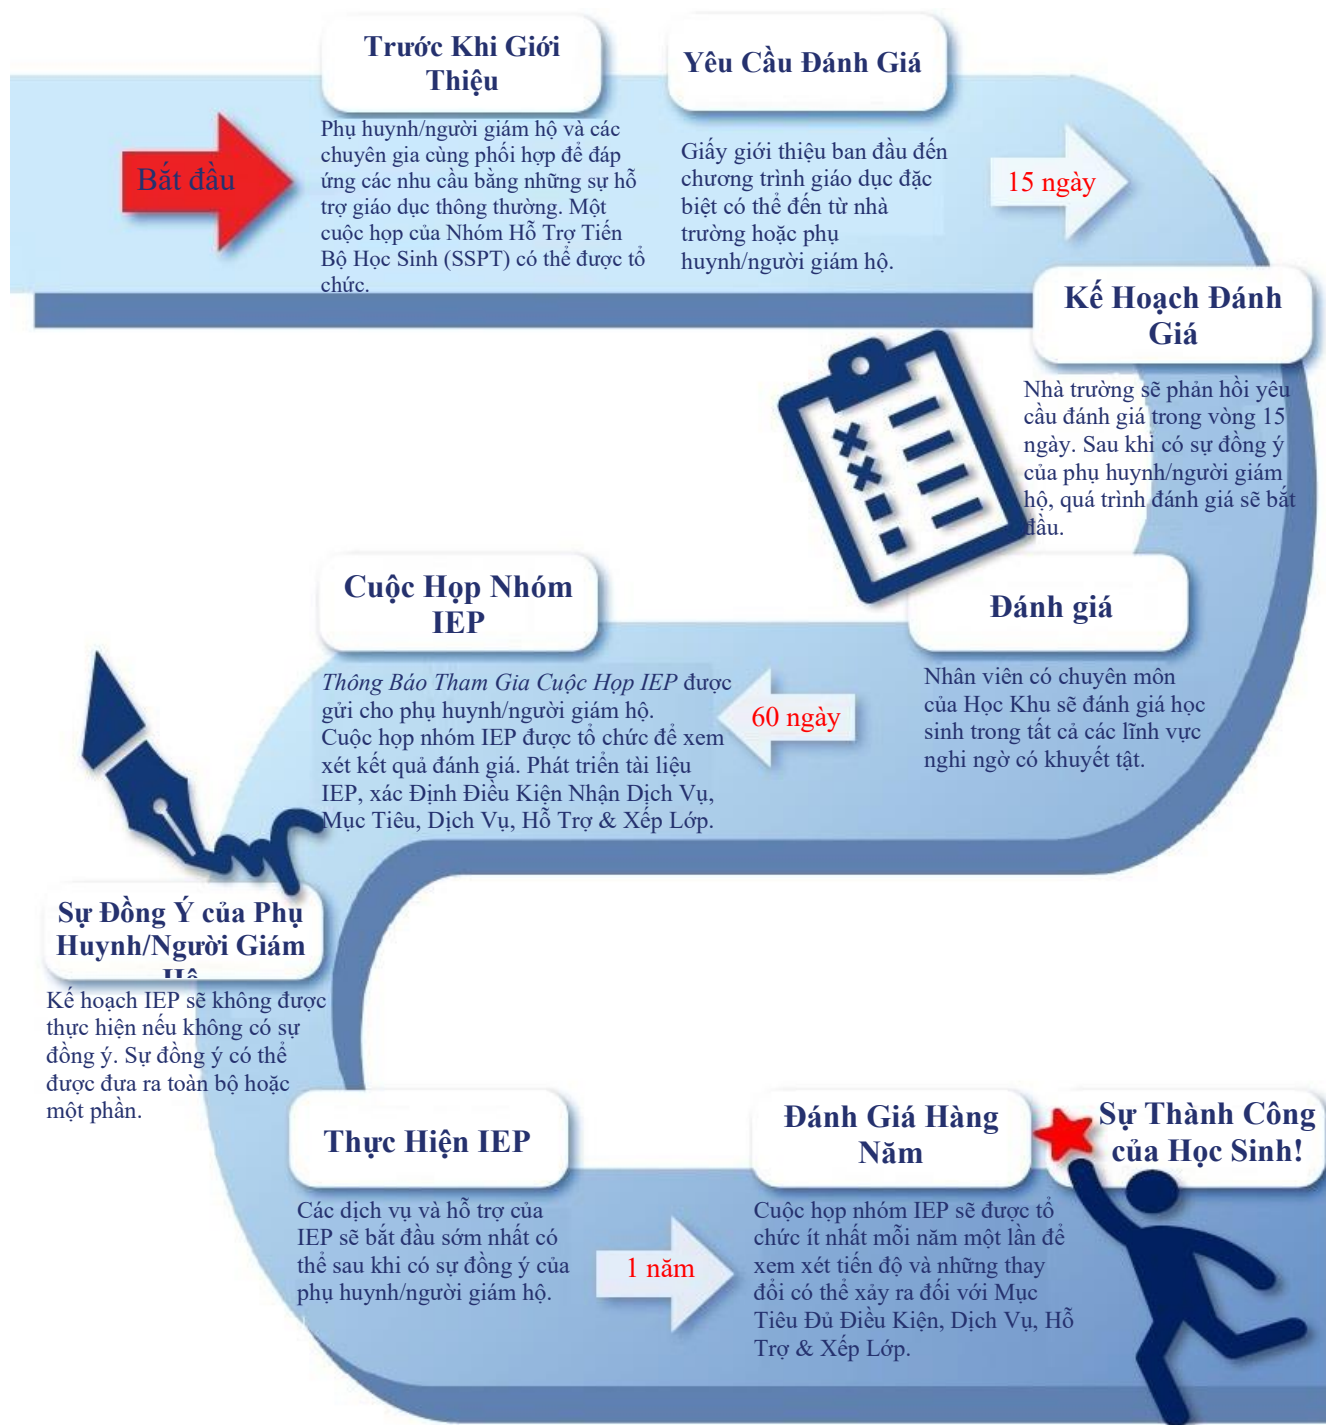 Bắt đầu
Trước Khi Giới
Thiệu
Phụ huynh/người giám hộ và các
chuyên gia cùng phối hợp để đáp
ứng các nhu cầu bằng những sự hỗ
trợ giáo dục thông thường. Một
cuộc họp của Nhóm Hỗ Trợ Tiến
Bộ Học Sinh (SSPT) có thể được tổ
chức.
Yêu Cầu Đánh Giá
Giấy giới thiệu ban đầu đến
chương trình giáo dục đặc
biệt có thể đến từ nhà
trường hoặc phụ
huynh/người giám hộ.
15 ngày
Kế Hoạch Đánh
Giá
Nhà trường sẽ phản hồi yêu
cầu đánh giá trong vòng 15
ngày. Sau khi có sự đồng ý
của phụ huynh/người giám
hộ, quá trình đánh giá sẽ bắt
đầu.
Đánh giá
Nhân viên có chuyên môn
của Học Khu sẽ đánh giá học
sinh trong tất cả các lĩnh vực
nghi ngờ có khuyết tật.
60 ngày
Cuộc Họp Nhóm
IEP
Thông Báo Tham Gia Cuộc Họp IEP được
gửi cho phụ huynh/người giám hộ.
Cuộc họp nhóm IEP được tổ chức để xem
xét kết quả đánh giá. Phát triển tài liệu
IEP, xác Định Điều Kiện Nhận Dịch Vụ,
Mục Tiêu, Dịch Vụ, Hỗ Trợ & Xếp Lớp.
Sự Đồng Ý của Phụ
Huynh/Người Giám
Kế hoạch IEP sẽ không được
thực hiện nếu không có sự
đồng ý. Sự đồng ý có thể
được đưa ra toàn bộ hoặc
một phần.
Thực Hiện IEP
Các dịch vụ và hỗ trợ của
IEP sẽ bắt đầu sớm nhất có
thể sau khi có sự đồng ý của
phụ huynh/người giám hộ.
1 năm
Đánh Giá Hàng
Năm
Cuộc họp nhóm IEP sẽ được tổ
chức ít nhất mỗi năm một lần để
xem xét tiến độ và những thay
đổi có thể xảy ra đối với Mục
Tiêu Đủ Điều Kiện, Dịch Vụ, Hỗ
Trợ & Xếp Lớp.
Sự Thành Công
của Học Sinh!